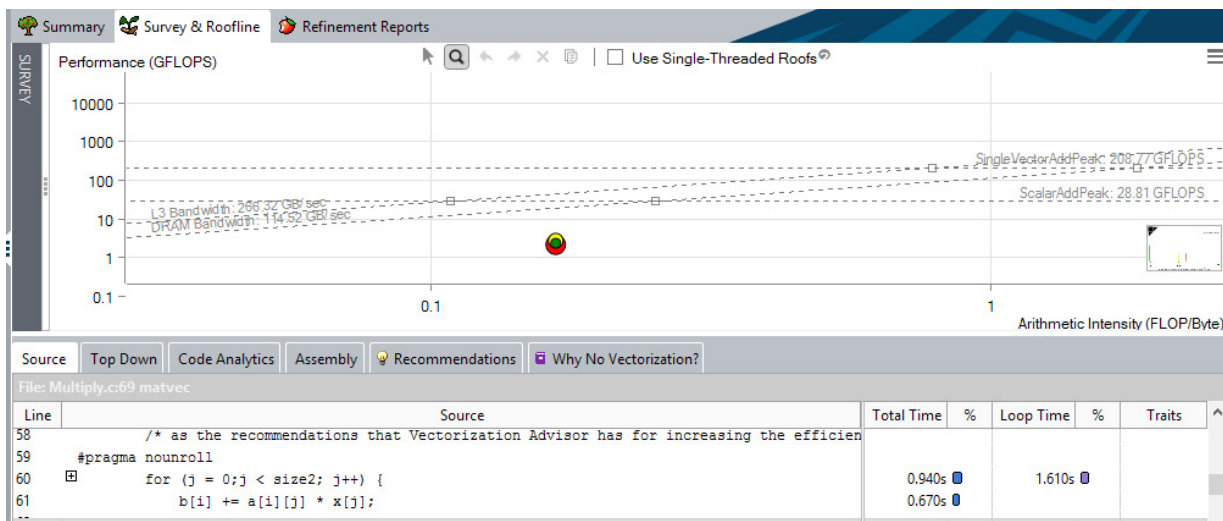 Summary Survey & Roofline Refinement Reports
SURVEY
Performance (GFLOPS) Use Single-Threaded Roofs
10000
1000
100
10
1
0.1
SingleVectorAddPeak: 208.77 GFLOPS
ScalarAddPeak: 28.81 GFLOPS
L3 Bandwidth: 266.32 GB/sec
DRAM Bandwidth: 114.52 GB/sec
0.1 1
Arithmetic Intensity (FLOP/Byte)
Source Top Down Code Analytics Assembly Recommendations Why No Vectorization?
File: Multiply.c:69 matvec
Line Source Total Time % Loop Time % Traits
58 /* as the recommendations that Vectorization Advisor has for increasing the efficien
59 #pragma nounroll
60 for (j = 0;j < size2; j++) { 0.940s 1.610s
61 b[i] += a[i][j] * x[j]; 0.670s